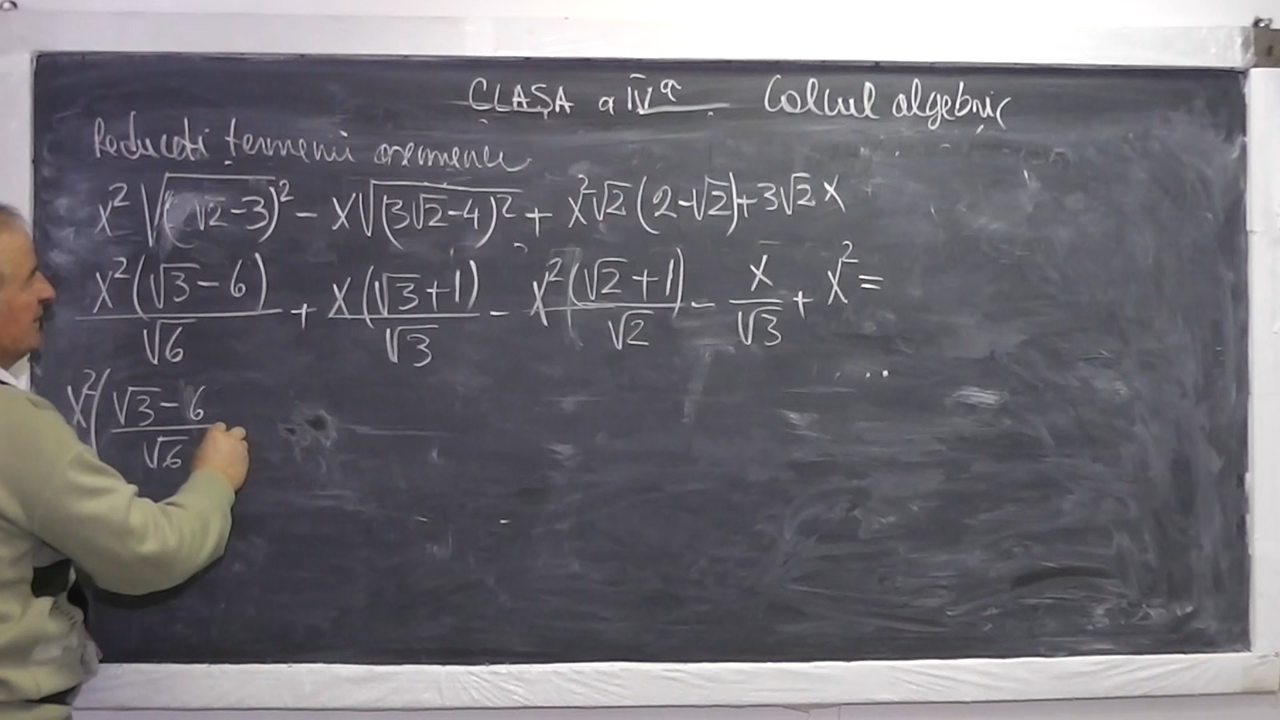 CLASA a IV a Calcul algebric
Reduceti termenii asemenea
x² √(√2-3)² - x√(3√2-4)² + x²√2 (2-√2)+3√2 x
x²(√3-6)/√6 + x(√3+1)/√3 - x²(√2+1)/√2 - x/√3 + x² =
x²( √3-6/√6